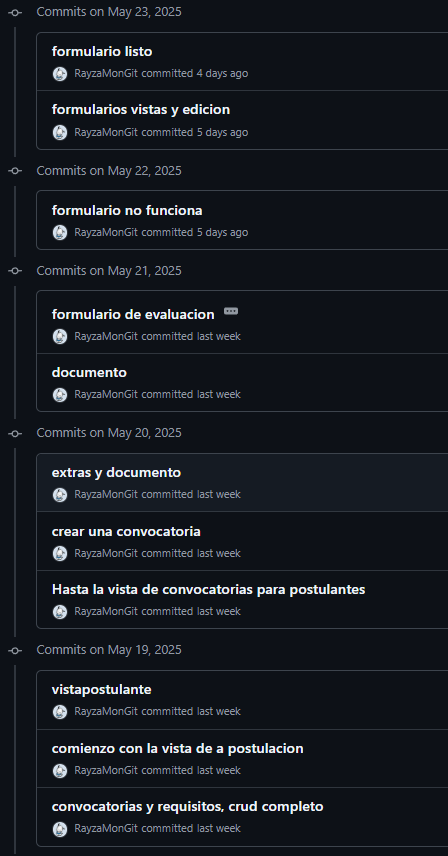 Commits on May 23, 2025
formulario listo
RayzaMonGit committed 4 days ago
formularios vistas y edicion
RayzaMonGit committed 5 days ago
Commits on May 22, 2025
formulario no funciona
RayzaMonGit committed 5 days ago
Commits on May 21, 2025
formulario de evaluacion
RayzaMonGit committed last week
documento
RayzaMonGit committed last week
Commits on May 20, 2025
extras y documento
RayzaMonGit committed last week
crear una convocatoria
RayzaMonGit committed last week
Hasta la vista de convocatorias para postulantes
RayzaMonGit committed last week
Commits on May 19, 2025
vistapostulante
RayzaMonGit committed last week
comienzo con la vista de a postulacion
RayzaMonGit committed last week
convocatorias y requisitos, crud completo
RayzaMonGit committed last week